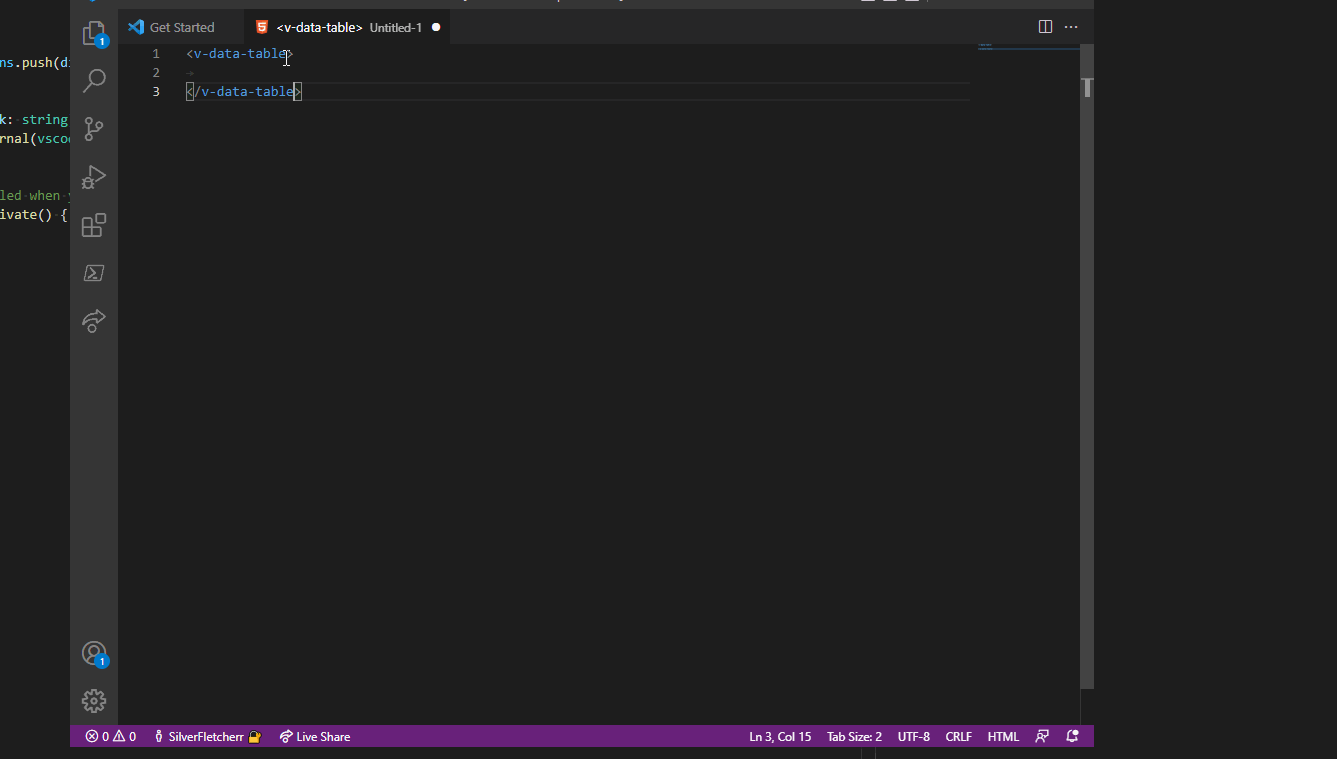 Get Started
<v-data-table> Untitled-1
ns.push(di
k: string
rnal(vscod
led when y
ivate() {
1
1 <v-data-table>
2
3 </v-data-table>
1
0 0 SilverFletcherr Live Share Ln 3, Col 15 Tab Size: 2 UTF-8 CRLF HTML